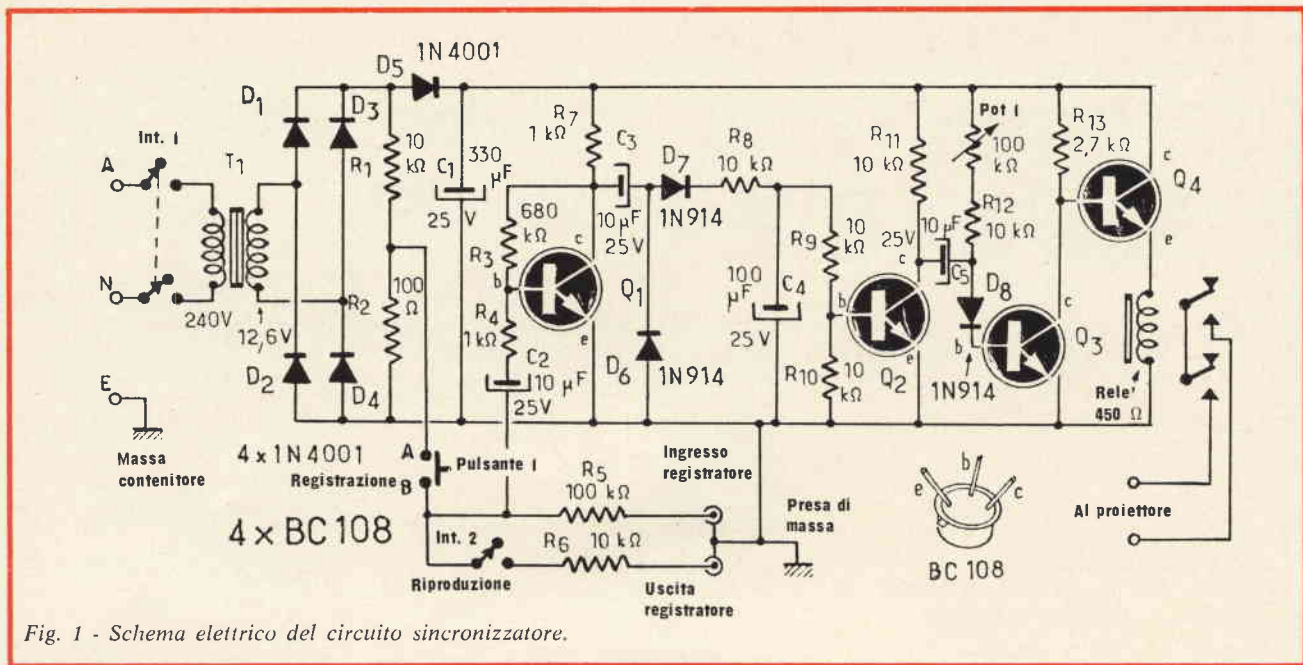 1N4001
D5
D1
D3
Int. 1
A
T1
R1
10
kΩ
C1
330
µF
25 V
R7
1 kΩ
C3
10 µF
25V
D7
1N914
R8
10 kΩ
R11
10 kΩ
Pot 1
100
kΩ
R13
2,7 kΩ
c
Q4
e
680
kΩ
R3
c
b
e
Q1
R4
1kΩ
C2
10 µF
25V
D6
1N914
100
µF
25V
C4
R9
10
kΩ
R10
10
kΩ
b
c
e
Q2
10 µF
25V
C5
R12
10 kΩ
D8
1N914
b
c
Q3
e
Rele'
450 Ω
N
240V
12,6V
R2
100
Ω
D2
D4
E
Massa
contenitore
4 x 1N4001
Registrazione
A
B
Pulsante 1
4 x BC 108
Int. 2
Riproduzione
R5
100 kΩ
R6
10 kΩ
Ingresso
registratore
Presa di
massa
Uscita
registratore
e
b
c
BC 108
Al proiettore
Fig. 1 - Schema elettrico del circuito sincronizzatore.